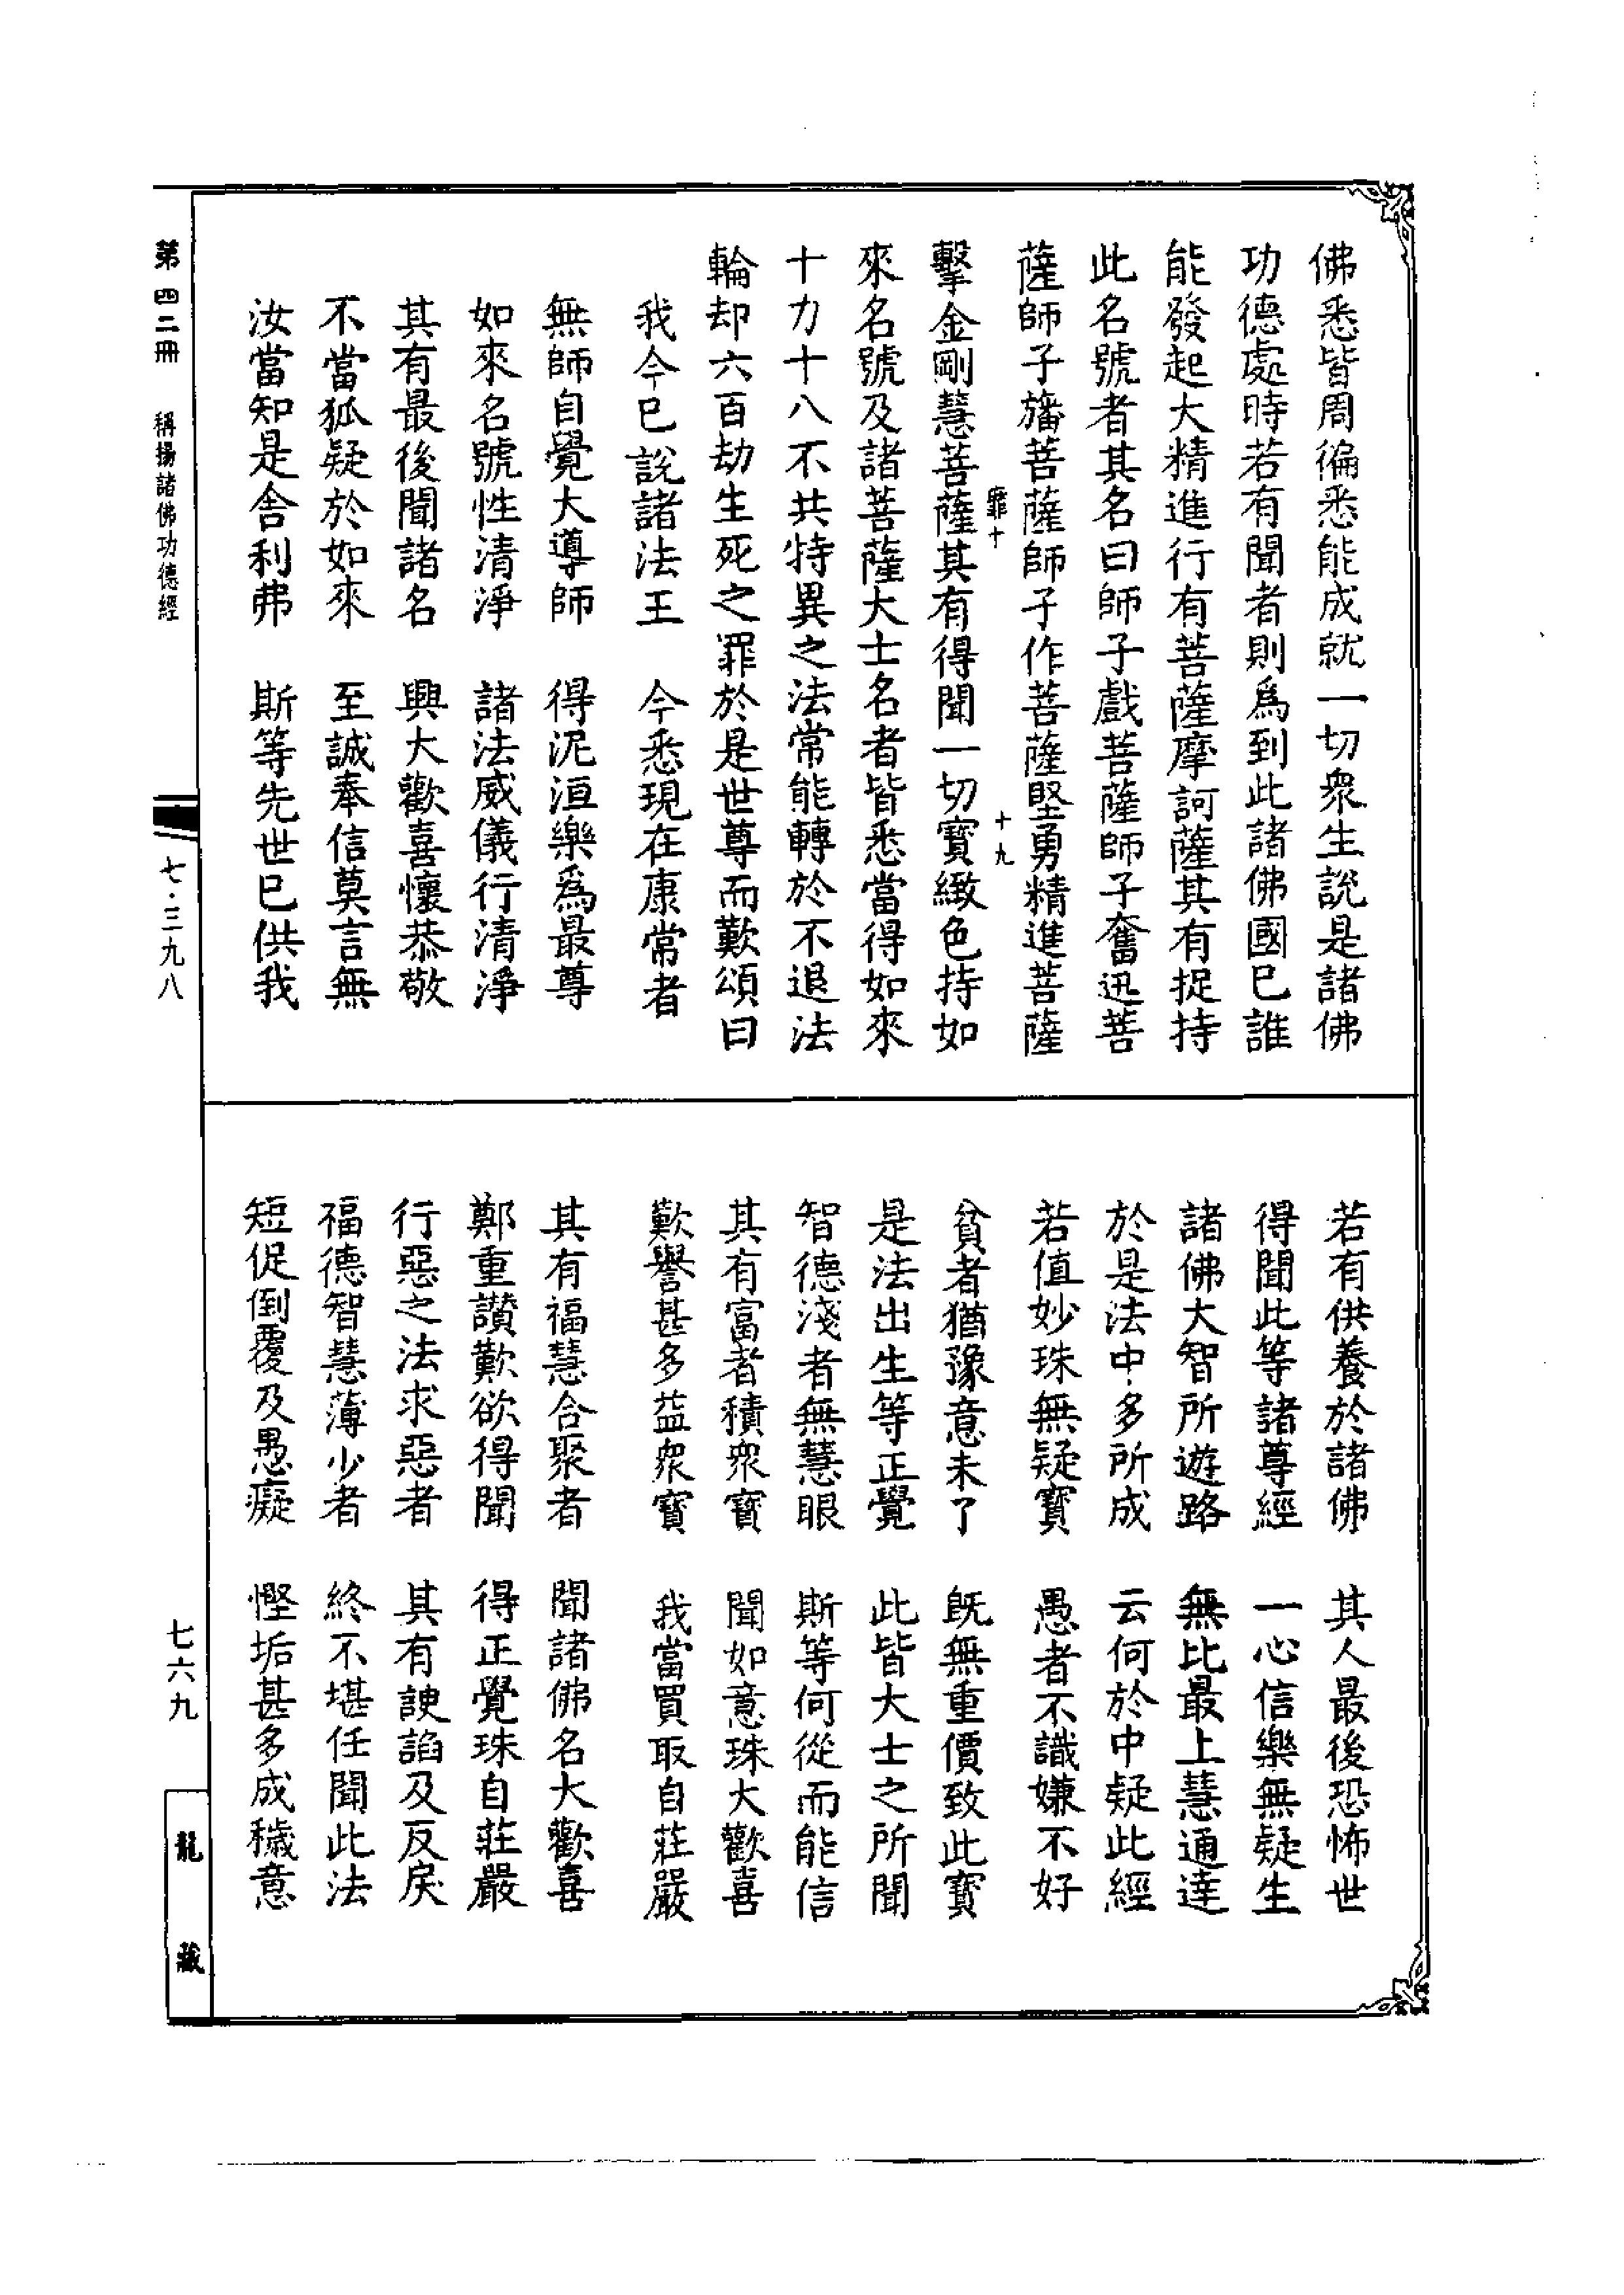 佛悉皆周徧悉能成就一切衆生說是諸佛
功德處時若有聞者則爲到此諸佛國已誰
能發起大精進行有菩薩摩訶薩其有捉持
此名號者其名曰師子戲菩薩師子奮迅菩
薩師子旛菩薩師子作菩薩堅勇精進菩薩
靡十 十九
擊金剛慧菩薩其有得聞一切寶緻色持如
來名號及諸菩薩大士名者皆悉當得如來
十力十八不共特異之法常能轉於不退法
輪却六百劫生死之罪於是世尊而歎頌曰
我今已說諸法王 今悉現在康常者
無師自覺大導師 得泥洹樂爲最尊
如來名號性清淨 諸法威儀行清淨
其有最後聞諸名 興大歡喜懷恭敬
不當狐疑於如來 至誠奉信莫言無
汝當知是舍利弗 斯等先世已供我
若有供養於諸佛 其人最後恐怖世
得聞此等諸尊經 一心信樂無疑生
諸佛大智所遊路 無比最上慧通達
於是法中多所成 云何於中疑此經
若值妙珠無疑寶 愚者不識嫌不好
貧者猶豫意未了 既無重價致此寶
是法出生等正覺 此皆大士之所聞
智德淺者無慧眼 斯等何從而能信
其有富者積衆寶 聞如意珠大歡喜
歎譽甚多益衆寶 我當買取自莊嚴
其有福慧合聚者 聞諸佛名大歡喜
鄭重讚歎欲得聞 得正覺珠自莊嚴
行惡之法求惡者 其有諛諂及反戾
福德智慧薄少者 終不堪任聞此法
短促倒覆及愚癡 慳垢甚多成穢意
第四二冊 稱揚諸佛功德經
七·三九八
七六九
龍藏